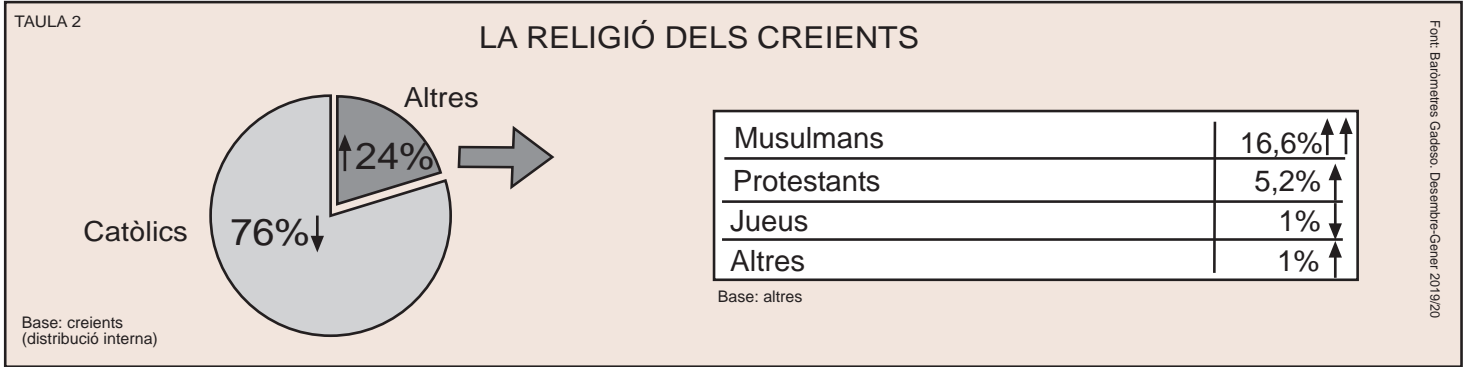 TAULA 2
LA RELIGIÓ DELS CREIENTS
Altres
24%
Catòlics
76%
Base: creients
(distribució interna)
Musulmans 16,6%
Protestants 5,2%
Jueus 1%
Altres 1%
Base: altres
Font: Baròmetres Gadeso. Desembre-Gener 2019/20